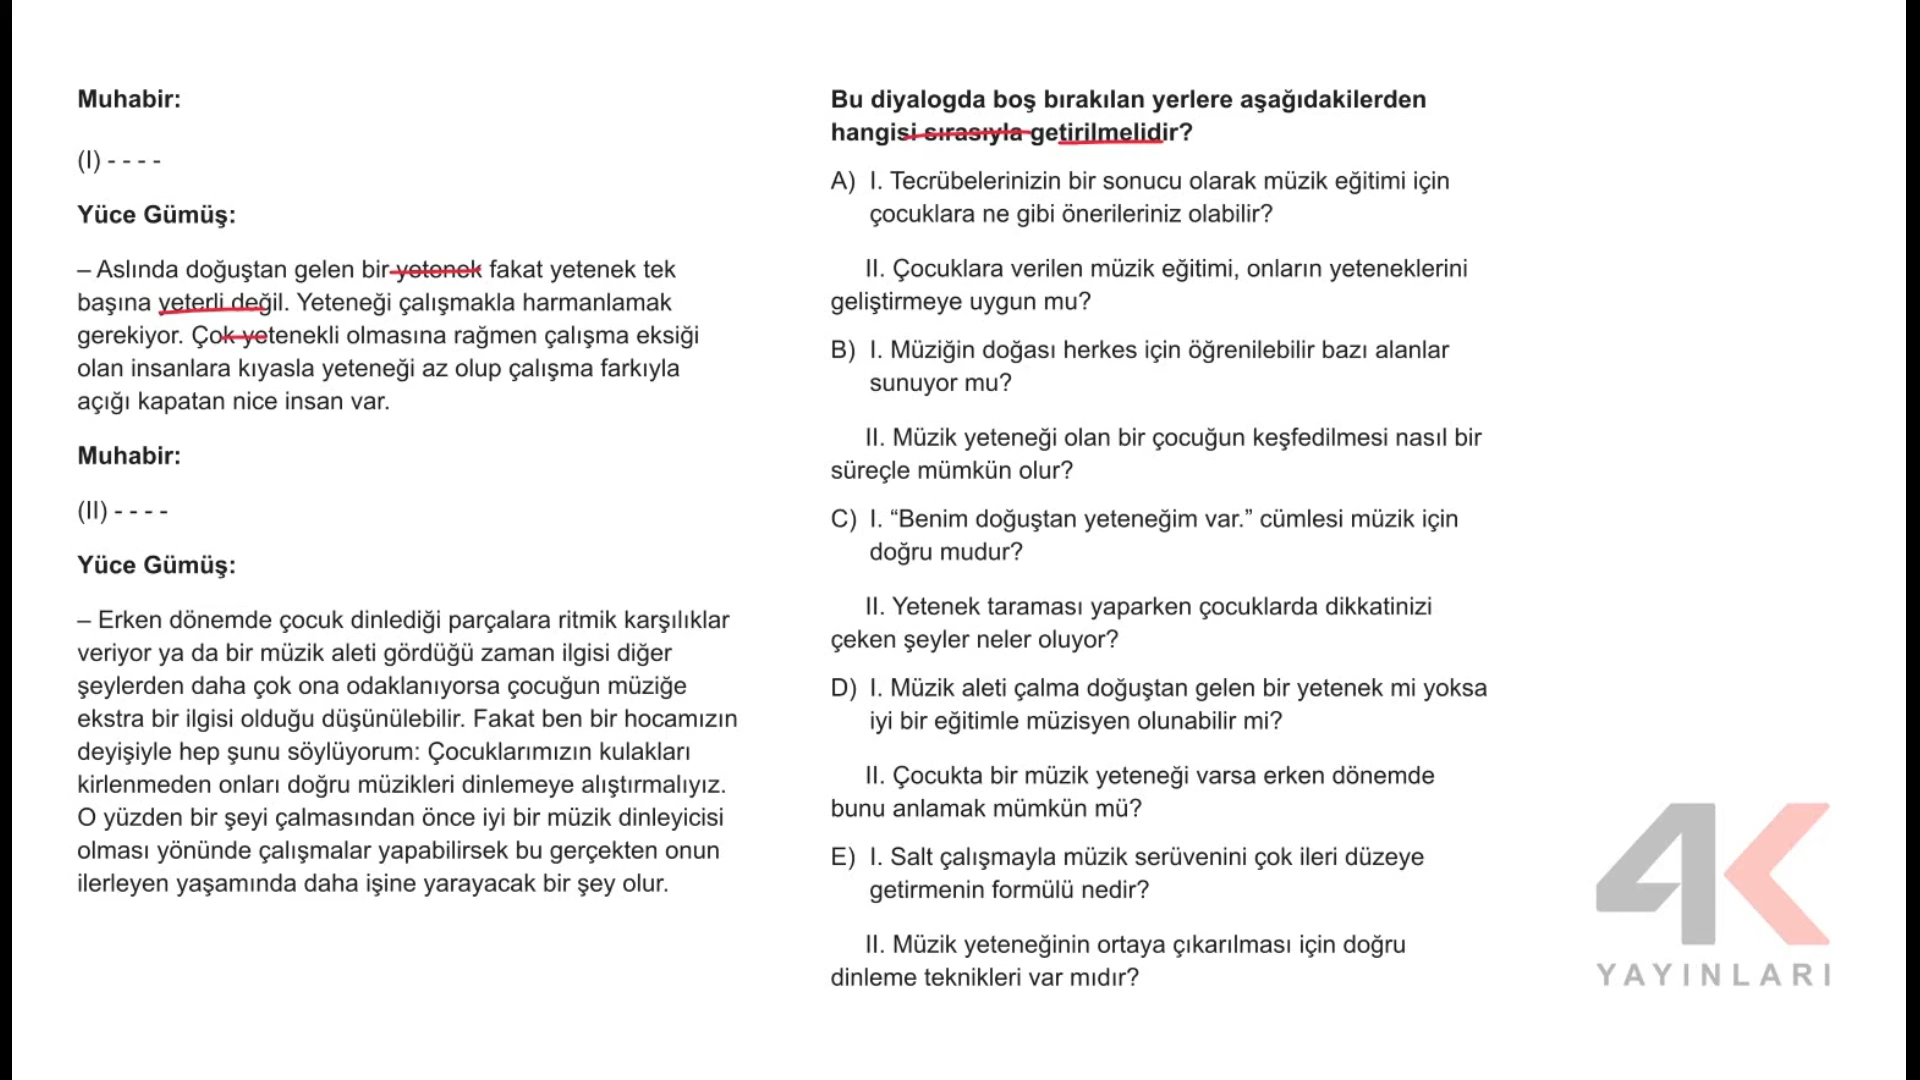 Muhabir:
(I) - - - -
Yüce Gümüş:
– Aslında doğuştan gelen bir yetenek fakat yetenek tek
başına yeterli değil. Yeteneği çalışmakla harmanlamak
gerekiyor. Çok yetenekli olmasına rağmen çalışma eksiği
olan insanlara kıyasla yeteneği az olup çalışma farkıyla
açığı kapatan nice insan var.
Muhabir:
(II) - - - -
Yüce Gümüş:
– Erken dönemde çocuk dinlediği parçalara ritmik karşılıklar
veriyor ya da bir müzik aleti gördüğü zaman ilgisi diğer
şeylerden daha çok ona odaklanıyorsa çocuğun müziğe
ekstra bir ilgisi olduğu düşünülebilir. Fakat ben bir hocamızın
deyişiyle hep şunu söylüyorum: Çocuklarımızın kulakları
kirlenmeden onları doğru müzikleri dinlemeye alıştırmalıyız.
O yüzden bir şeyi çalmasından önce iyi bir müzik dinleyicisi
olması yönünde çalışmalar yapabilirsek bu gerçekten onun
ilerleyen yaşamında daha işine yarayacak bir şey olur.
Bu diyalogda boş bırakılan yerlere aşağıdakilerden
hangisi sırasıyla getirilmelidir?
A) I. Tecrübelerinizin bir sonucu olarak müzik eğitimi için
çocuklara ne gibi önerileriniz olabilir?
II. Çocuklara verilen müzik eğitimi, onların yeteneklerini
geliştirmeye uygun mu?
B) I. Müziğin doğası herkes için öğrenilebilir bazı alanlar
sunuyor mu?
II. Müzik yeteneği olan bir çocuğun keşfedilmesi nasıl bir
süreçle mümkün olur?
C) I. “Benim doğuştan yeteneğim var.” cümlesi müzik için
doğru mudur?
II. Yetenek taraması yaparken çocuklarda dikkatinizi
çeken şeyler neler oluyor?
D) I. Müzik aleti çalma doğuştan gelen bir yetenek mi yoksa
iyi bir eğitimle müzisyen olunabilir mi?
II. Çocukta bir müzik yeteneği varsa erken dönemde
bunu anlamak mümkün mü?
E) I. Salt çalışmayla müzik serüvenini çok ileri düzeye
getirmenin formülü nedir?
II. Müzik yeteneğinin ortaya çıkarılması için doğru
dinleme teknikleri var mıdır?
4K
YAYINLARI